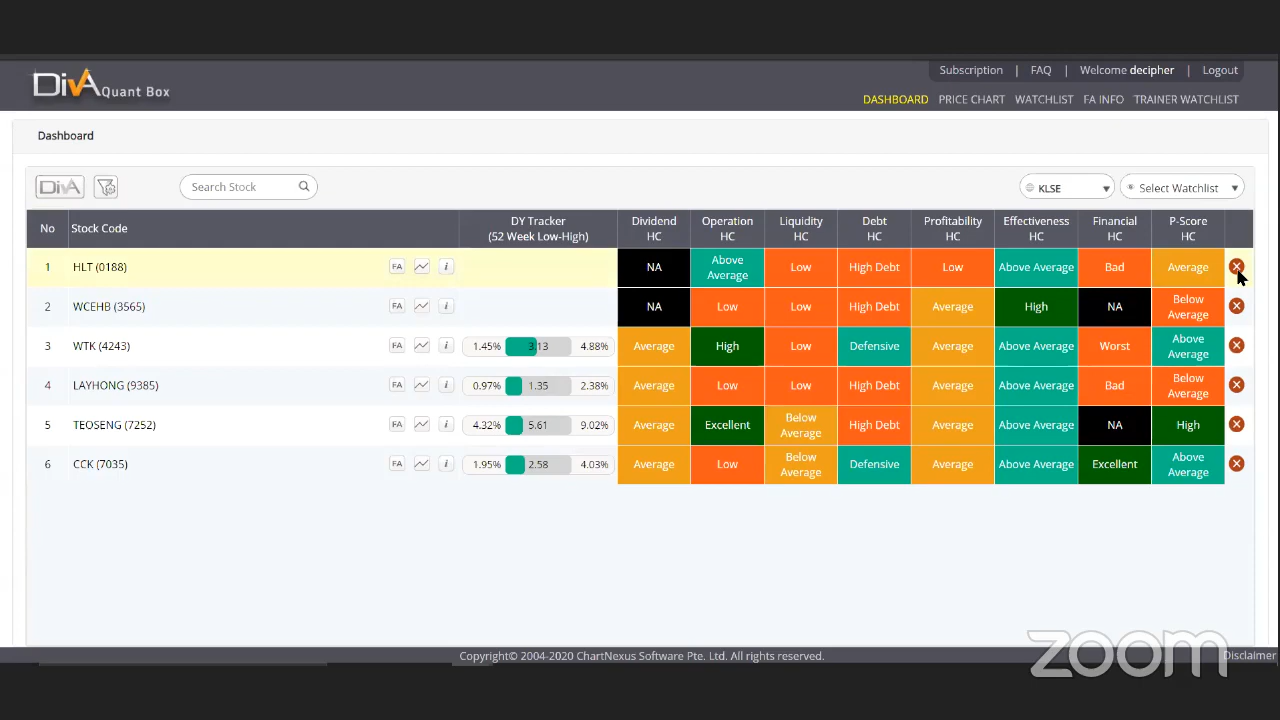 DivA Quant Box
Subscription | FAQ | Welcome decipher | Logout
DASHBOARD PRICE CHART WATCHLIST FA INFO TRAINER WATCHLIST
Dashboard
DivA Search Stock KLSE Select Watchlist
No Stock Code DY Tracker (52 Week Low-High) Dividend HC Operation HC Liquidity HC Debt HC Profitability HC Effectiveness HC Financial HC P-Score HC
1 HLT (0188) FA i NA Above Average Low High Debt Low Above Average Bad Average
2 WCEHB (3565) FA i NA Low Low High Debt Average High NA Below Average
3 WTK (4243) FA i 1.45% 3.13 4.88% Average High Low Defensive Average Above Average Worst Above Average
4 LAYHONG (9385) FA i 0.97% 1.35 2.38% Average Low Low High Debt Average Above Average Bad Below Average
5 TEOSENG (7252) FA i 4.32% 5.61 9.02% Average Excellent Below Average High Debt Average Above Average NA High
6 CCK (7035) FA i 1.95% 2.58 4.03% Average Low Below Average Defensive Average Above Average Excellent Above Average
Copyright© 2004-2020 ChartNexus Software Pte. Ltd. All rights reserved.
Disclaimer
zoom